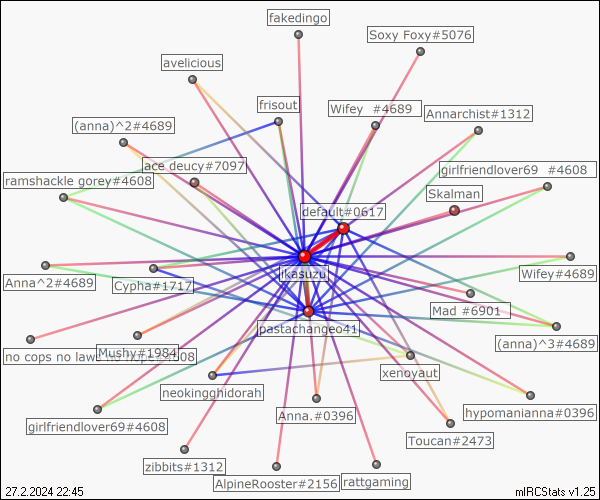 fakedingo
Soxy Foxy#5076
avelicious
frisout
Wifey #4689
Annarchist#1312
(anna)^2#4689
ace deucy#7097
girlfriendlover69 #4608
ramshackle gorey#4608
Skalman
default#0617
ikasuzu
Wifey#4689
Anna^2#4689
Cypha#1717
Mad #6901
pastachangeo41
(anna)^3#4689
no cops no laws no #4608
Mushy#1984
xenoyaut
neokingghidorah
Anna.#0396
hypomanianna#0396
girlfriendlover69#4608
Toucan#2473
zibbits#1312
AlpineRooster#2156
rattgaming
27.2.2024 22:45
mIRCStats v1.25